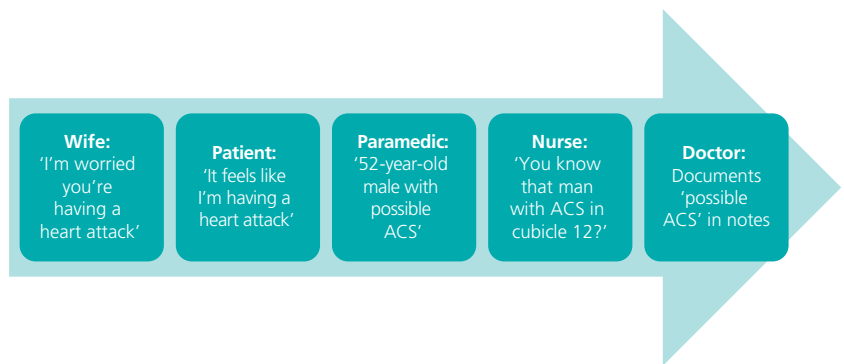 Wife:
‘I’m worried
you’re
having a
heart attack’
Patient:
‘It feels like
I’m having a
heart attack’
Paramedic:
‘52-year-old
male with
possible
ACS’
Nurse:
‘You know
that man
with ACS in
cubicle 12?’
Doctor:
Documents
‘possible
ACS’ in notes